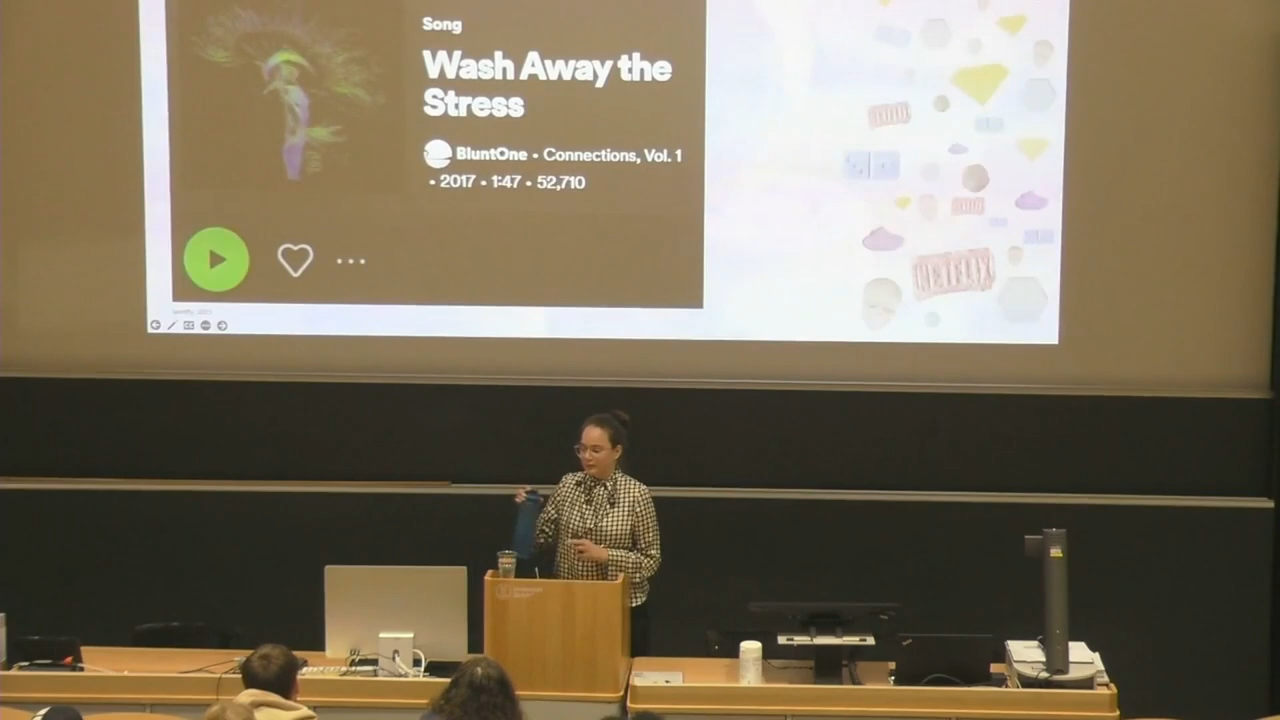 Song
Wash Away the
Stress
BluntOne • Connections, Vol. 1
• 2017 • 1:47 • 52,710
NETFLIX